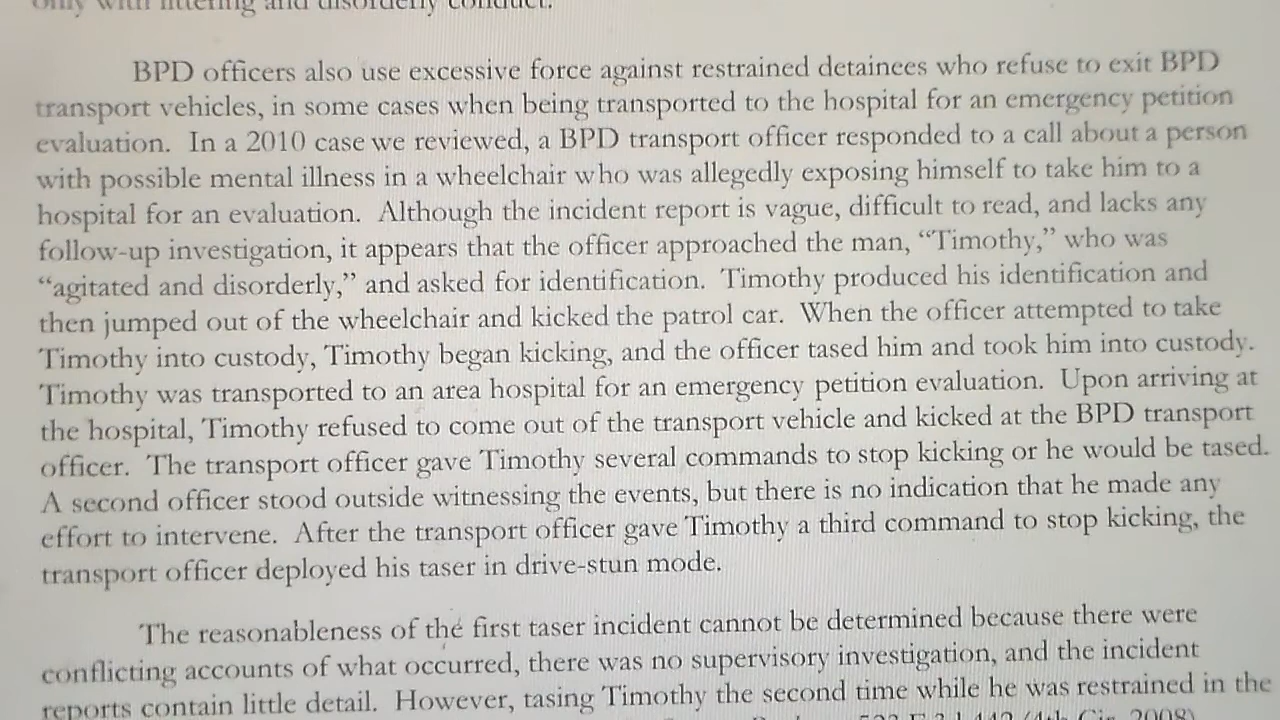 only with littering and disorderly conduct.
BPD officers also use excessive force against restrained detainees who refuse to exit BPD
transport vehicles, in some cases when being transported to the hospital for an emergency petition
evaluation.  In a 2010 case we reviewed, a BPD transport officer responded to a call about a person
with possible mental illness in a wheelchair who was allegedly exposing himself to take him to a
hospital for an evaluation.  Although the incident report is vague, difficult to read, and lacks any
follow-up investigation, it appears that the officer approached the man, “Timothy,” who was
“agitated and disorderly,” and asked for identification.  Timothy produced his identification and
then jumped out of the wheelchair and kicked the patrol car.  When the officer attempted to take
Timothy into custody, Timothy began kicking, and the officer tased him and took him into custody.
Timothy was transported to an area hospital for an emergency petition evaluation.  Upon arriving at
the hospital, Timothy refused to come out of the transport vehicle and kicked at the BPD transport
officer.  The transport officer gave Timothy several commands to stop kicking or he would be tased.
A second officer stood outside witnessing the events, but there is no indication that he made any
effort to intervene.  After the transport officer gave Timothy a third command to stop kicking, the
transport officer deployed his taser in drive-stun mode.
The reasonableness of the first taser incident cannot be determined because there were
conflicting accounts of what occurred, there was no supervisory investigation, and the incident
reports contain little detail.  However, tasing Timothy the second time while he was restrained in the
(4th Cir. 2008)